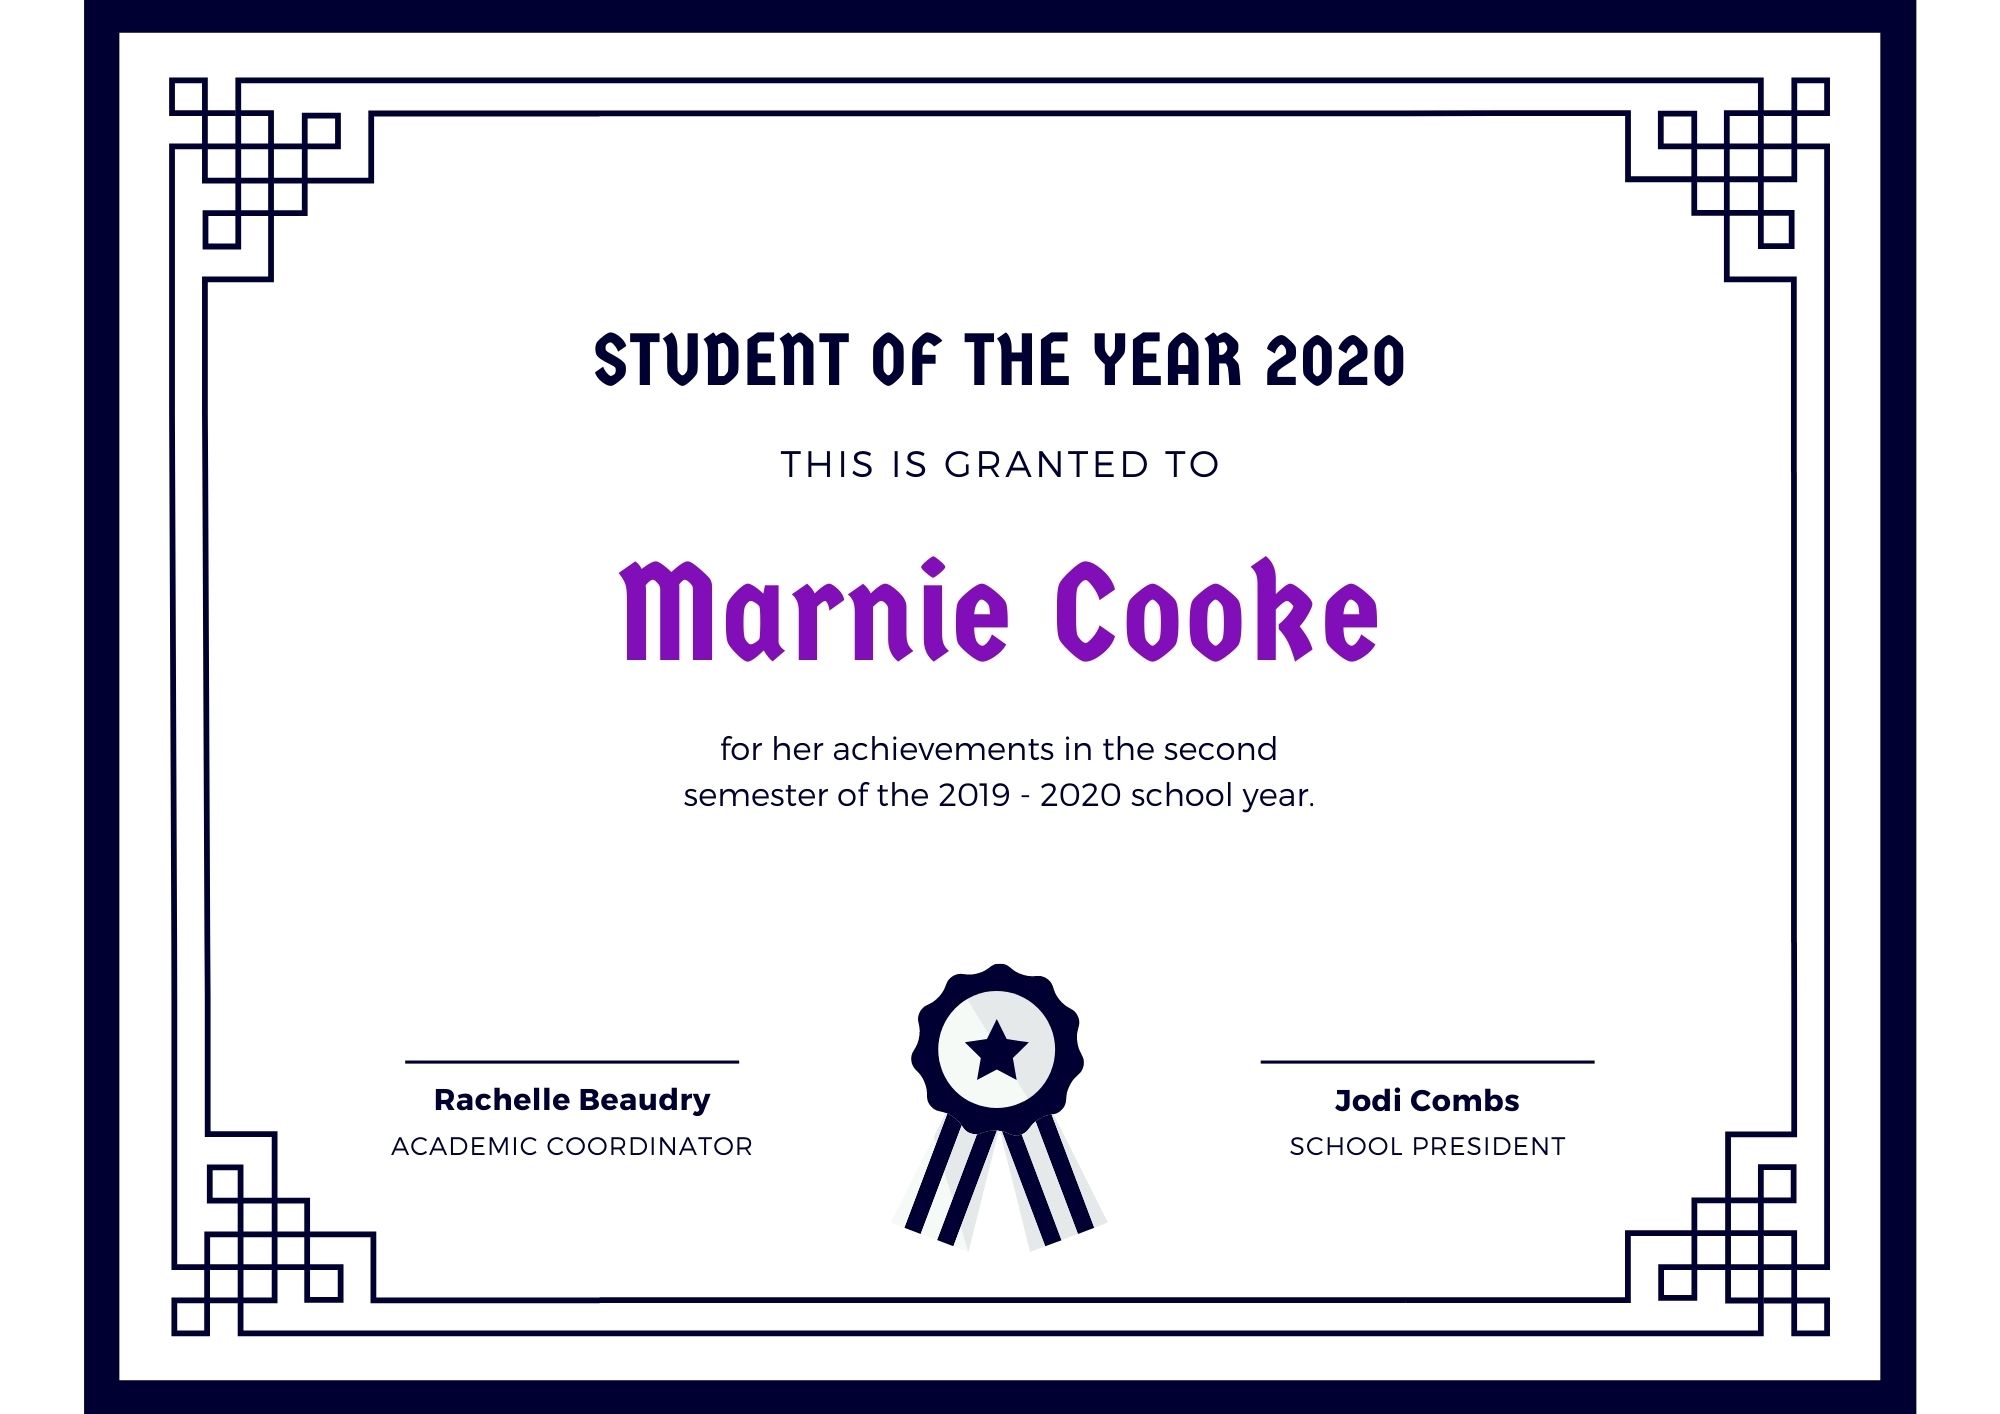 STUDENT OF THE YEAR 2020
THIS IS GRANTED TO
Marnie Cooke
for her achievements in the second
semester of the 2019 - 2020 school year.
Rachelle Beaudry
ACADEMIC COORDINATOR
Jodi Combs
SCHOOL PRESIDENT